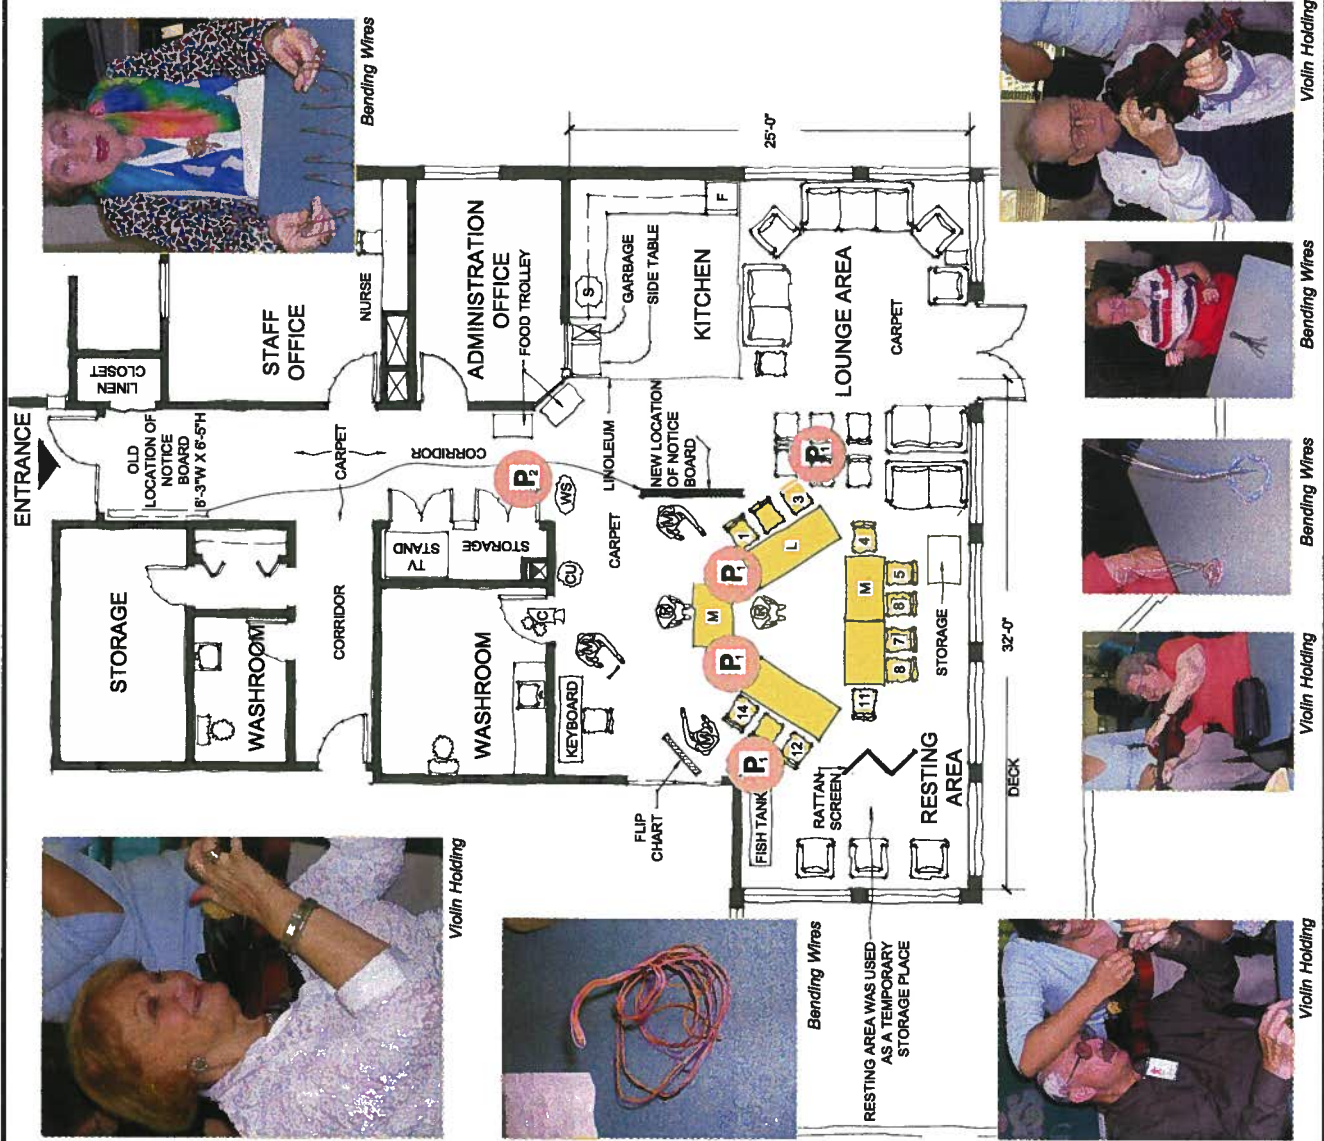 Bending Wires
Violin Holding
ENTRANCE
LINEN
CLOSET
OLD
LOCATION OF
NOTICE
BOARD
6'-3"W X 6'-5"H
STAFF
OFFICE
NURSE
CARPET
CORRIDOR
STORAGE
WASHROOM
CORRIDOR
TV
STAND
STORAGE
ADMINISTRATION
OFFICE
FOOD TROLLEY
P2
WS
CU
C
LINOLEUM
CARPET
GARBAGE
SIDE TABLE
S
F
KITCHEN
25'-0"
NEW LOCATION
OF NOTICE
BOARD
WASHROOM
KEYBOARD
M
M
M
R
R
M
L
M
P1
P1
P1
P1
1
3
4
5
6
7
8
11
12
14
LOUNGE AREA
CARPET
FLIP
CHART
FISH TANK
RATTAN
SCREEN
RESTING
AREA
STORAGE
DECK
32'-0"
RESTING AREA WAS USED
AS A TEMPORARY
STORAGE PLACE
Violin Holding
Bending Wires
Violin Holding
Violin Holding
Bending Wires
Bending Wires